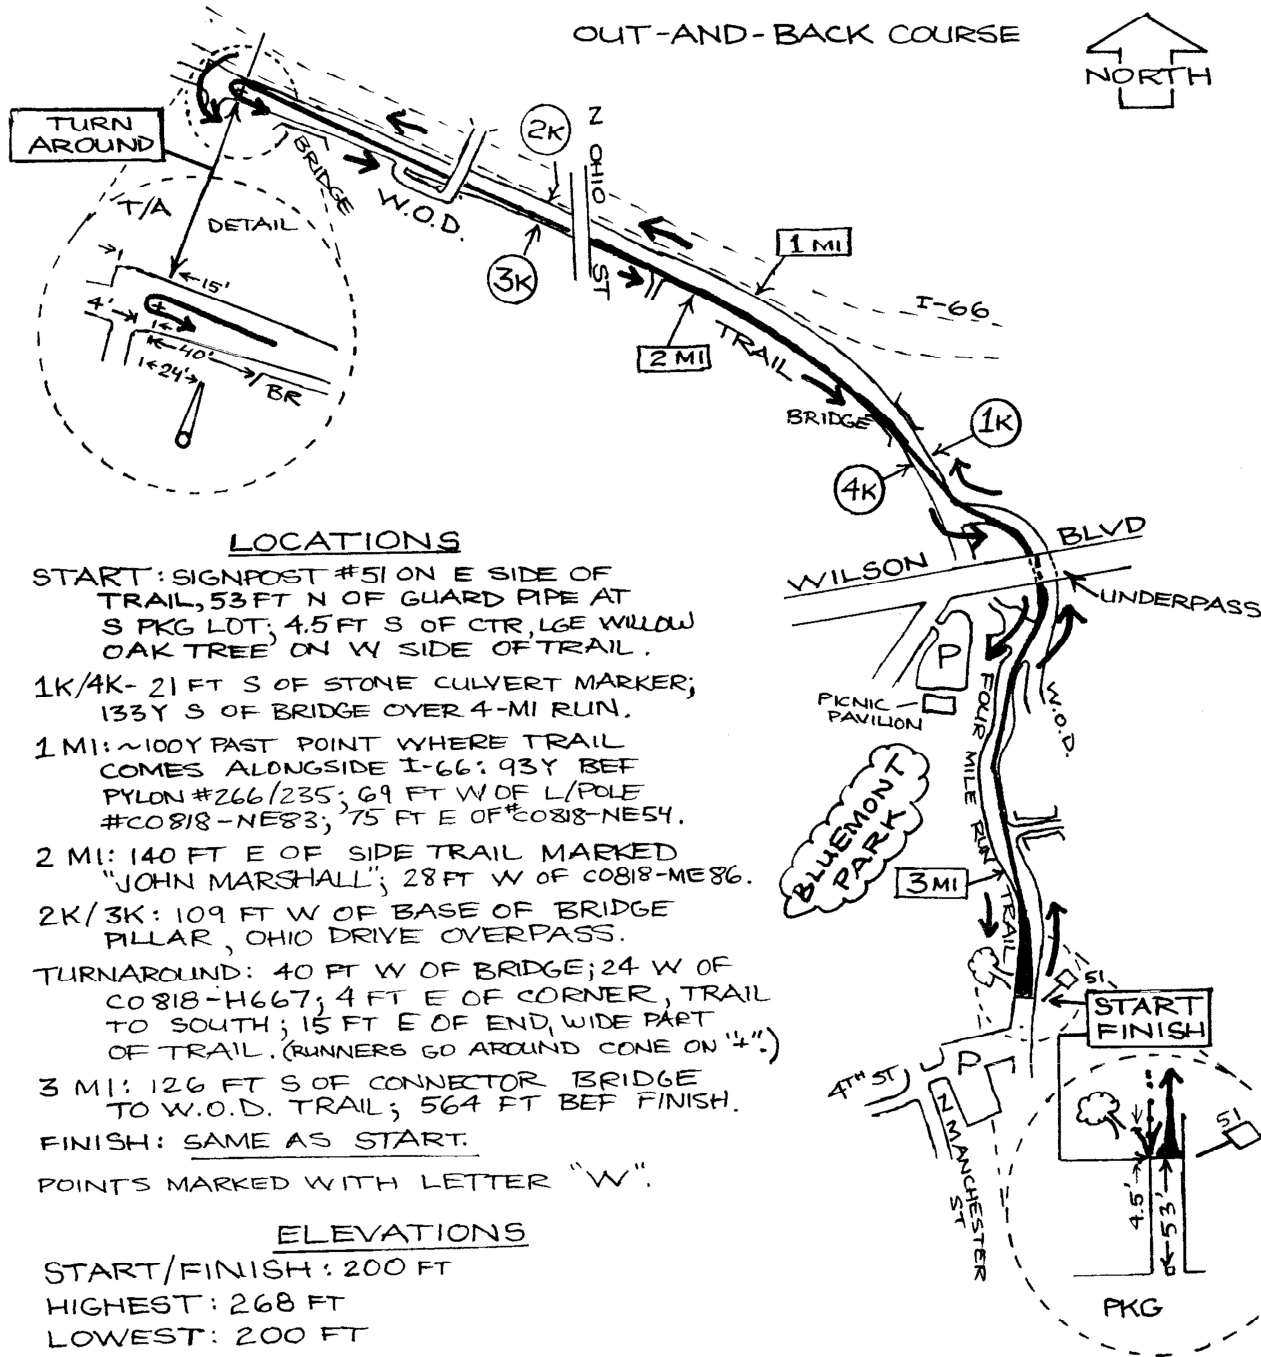 OUT-AND-BACK COURSE
NORTH
TURN
AROUND
2K
N OHIO
ST
BRIDGE
W.O.D.
T/A
DETAIL
15'
4'
40'
24'
BR
3K
1 MI
I-66
2 MI
TRAIL
BRIDGE
1K
4K
WILSON
BLVD
UNDERPASS
P
PICNIC
PAVILION
FOUR MILE RUN
TRAIL
W.O.D.
BLUEMONT
PARK
3 MI
51
START
FINISH
P
4TH ST
N MANCHESTER
ST
51
4.5'
53'
PKG
LOCATIONS
START: SIGNPOST #51 ON E SIDE OF
TRAIL, 53 FT N OF GUARD PIPE AT
S PKG LOT; 4.5 FT S OF CTR, LGE WILLOW
OAK TREE ON W SIDE OF TRAIL.
1K/4K- 21 FT S OF STONE CULVERT MARKER;
133Y S OF BRIDGE OVER 4-MI RUN.
1 MI: ~100Y PAST POINT WHERE TRAIL
COMES ALONGSIDE I-66: 93Y BEF
PYLON #266/235; 69 FT W OF L/POLE
#CO818-NE83; 75 FT E OF #CO818-NE54.
2 MI: 140 FT E OF SIDE TRAIL MARKED
"JOHN MARSHALL"; 28 FT W OF CO818-ME86.
2K/3K: 109 FT W OF BASE OF BRIDGE
PILLAR, OHIO DRIVE OVERPASS.
TURNAROUND: 40 FT W OF BRIDGE; 24 W OF
CO818-H667; 4 FT E OF CORNER, TRAIL
TO SOUTH; 15 FT E OF END, WIDE PART
OF TRAIL. (RUNNERS GO AROUND CONE ON "+".)
3 MI: 126 FT S OF CONNECTOR BRIDGE
TO W.O.D. TRAIL; 564 FT BEF FINISH.
FINISH: SAME AS START.
POINTS MARKED WITH LETTER "W".
ELEVATIONS
START/FINISH: 200 FT
HIGHEST: 268 FT
LOWEST: 200 FT